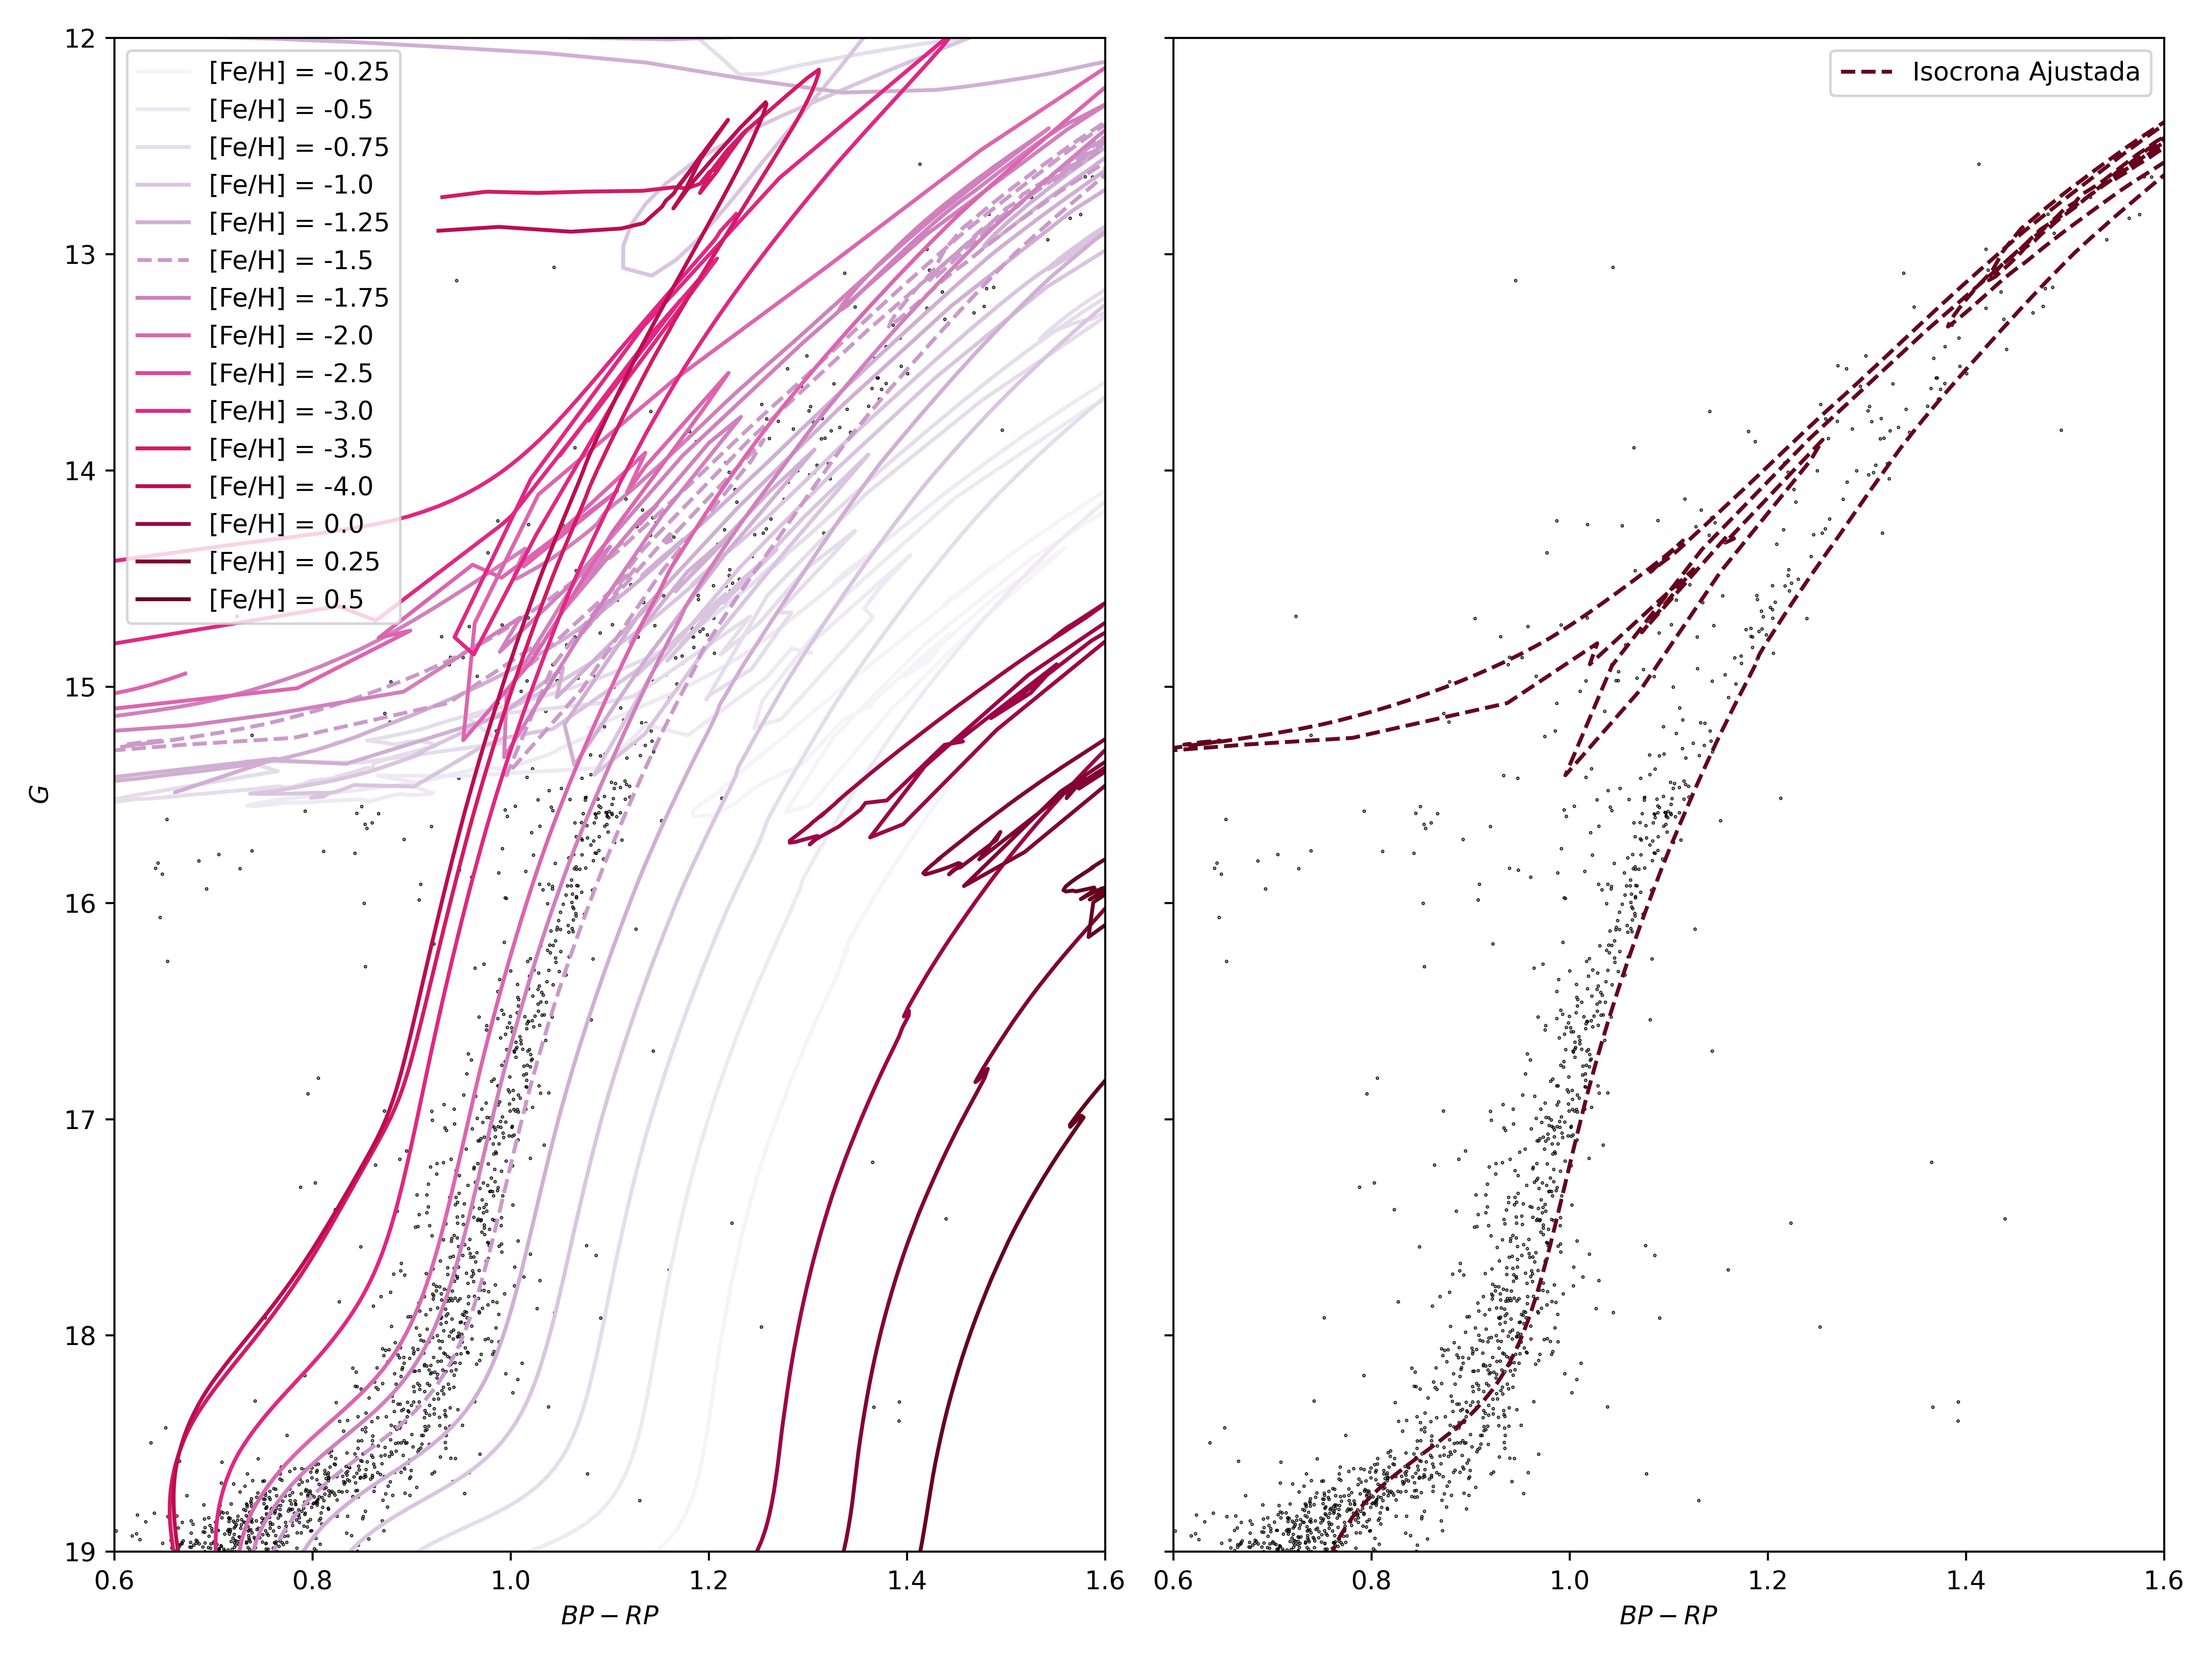 12
13
14
15
16
17
18
19
G
0.6
0.8
1.0
1.2
1.4
1.6
BP − RP
[Fe/H] = -0.25
[Fe/H] = -0.5
[Fe/H] = -0.75
[Fe/H] = -1.0
[Fe/H] = -1.25
[Fe/H] = -1.5
[Fe/H] = -1.75
[Fe/H] = -2.0
[Fe/H] = -2.5
[Fe/H] = -3.0
[Fe/H] = -3.5
[Fe/H] = -4.0
[Fe/H] = 0.0
[Fe/H] = 0.25
[Fe/H] = 0.5
Isocrona Ajustada
0.6
0.8
1.0
1.2
1.4
1.6
BP − RP